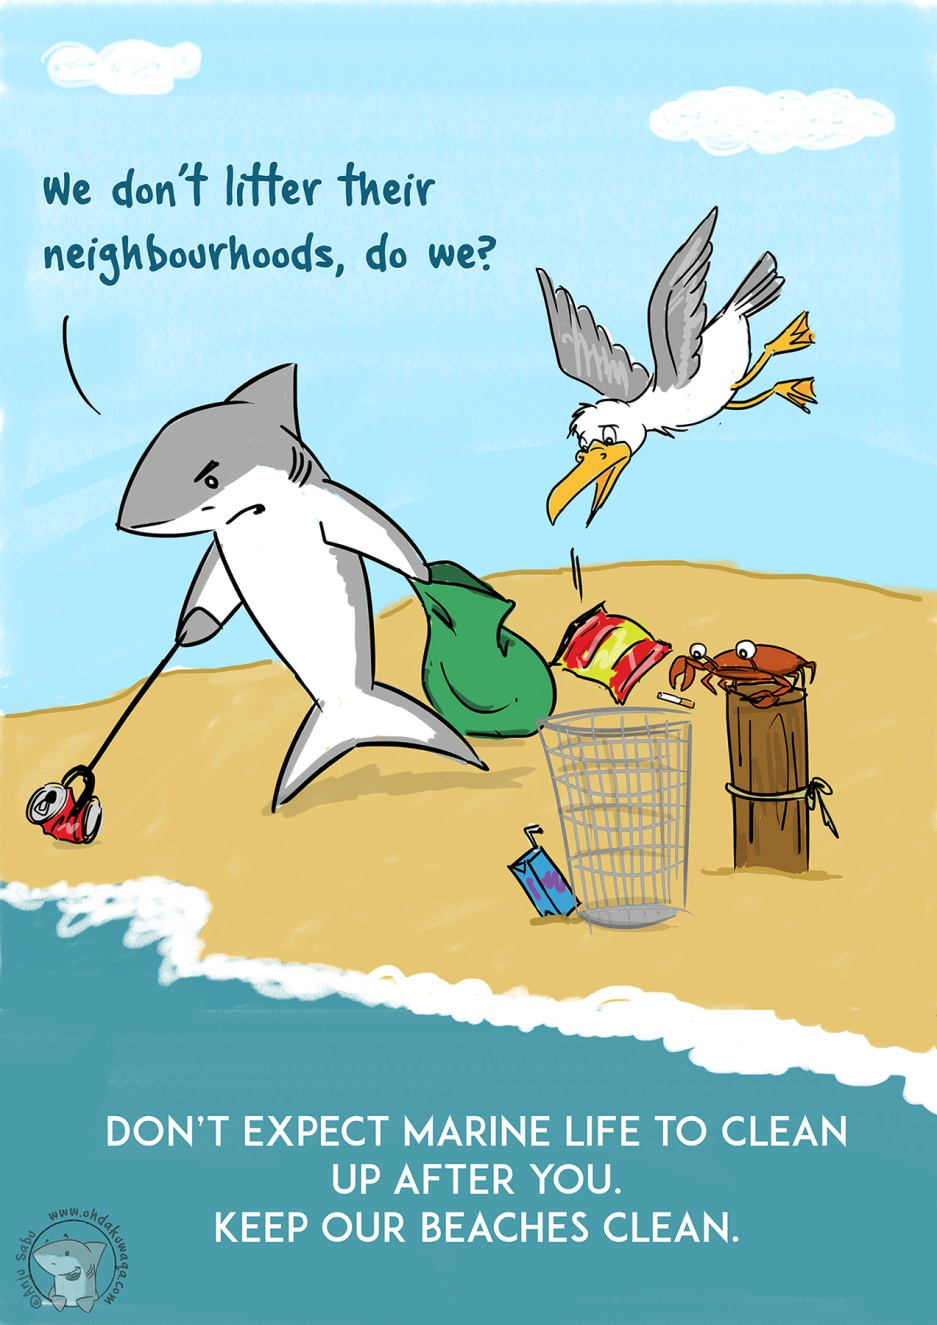 We don't litter their
neighbourhoods, do we?
DON'T EXPECT MARINE LIFE TO CLEAN
UP AFTER YOU.
KEEP OUR BEACHES CLEAN.
©Anju Sabu www.ohdakuwaqa.com